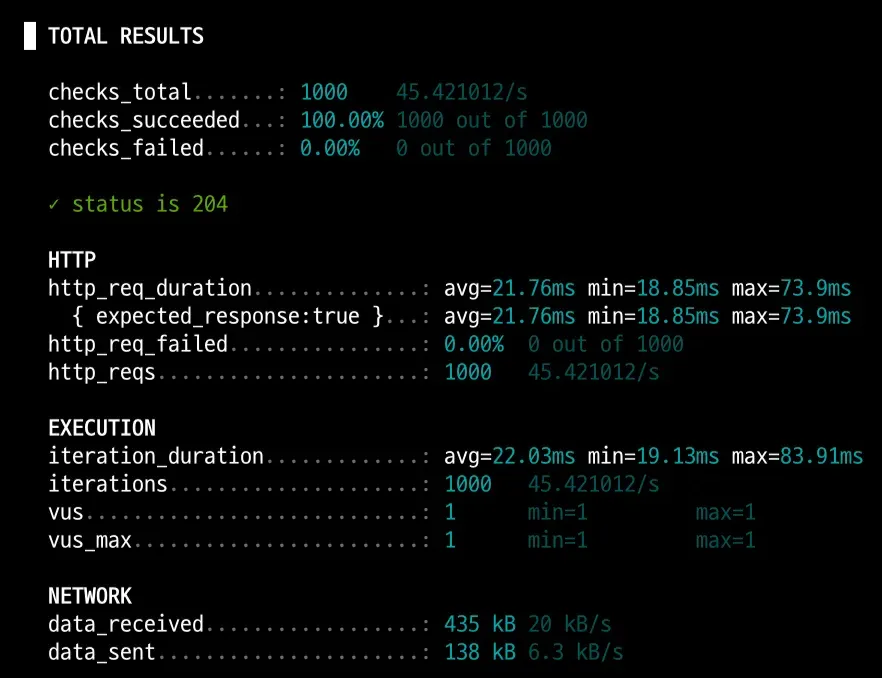 TOTAL RESULTS
checks_total.......: 1000    45.421012/s
checks_succeeded...: 100.00% 1000 out of 1000
checks_failed......: 0.00%   0 out of 1000
✓ status is 204
HTTP
http_req_duration..............: avg=21.76ms min=18.85ms max=73.9ms
{ expected_response:true }...: avg=21.76ms min=18.85ms max=73.9ms
http_req_failed................: 0.00%  0 out of 1000
http_reqs......................: 1000   45.421012/s
EXECUTION
iteration_duration.............: avg=22.03ms min=19.13ms max=83.91ms
iterations.....................: 1000   45.421012/s
vus............................: 1      min=1         max=1
vus_max........................: 1      min=1         max=1
NETWORK
data_received..................: 435 kB 20 kB/s
data_sent......................: 138 kB 6.3 kB/s